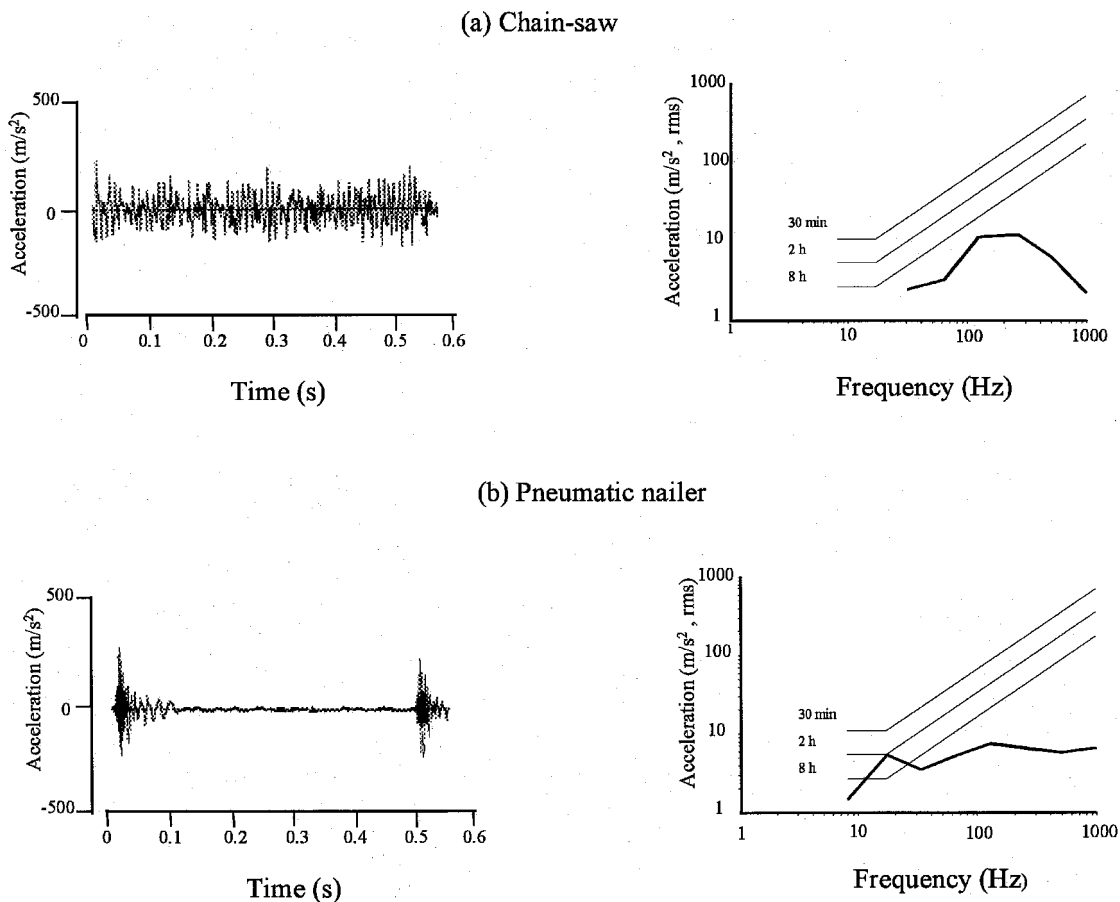 (a) Chain-saw
500
0
-500
Acceleration (m/s²)
0 0.1 0.2 0.3 0.4 0.5 0.6
Time (s)
1000
100
10
1
Acceleration (m/s² , rms)
30 min
2 h
8 h
1 10 100 1000
Frequency (Hz)
(b) Pneumatic nailer
500
0
-500
Acceleration (m/s²)
0 0.1 0.2 0.3 0.4 0.5 0.6
Time (s)
1000
100
10
1
Acceleration (m/s² , rms)
30 min
2 h
8 h
1 10 100 1000
Frequency (Hz)